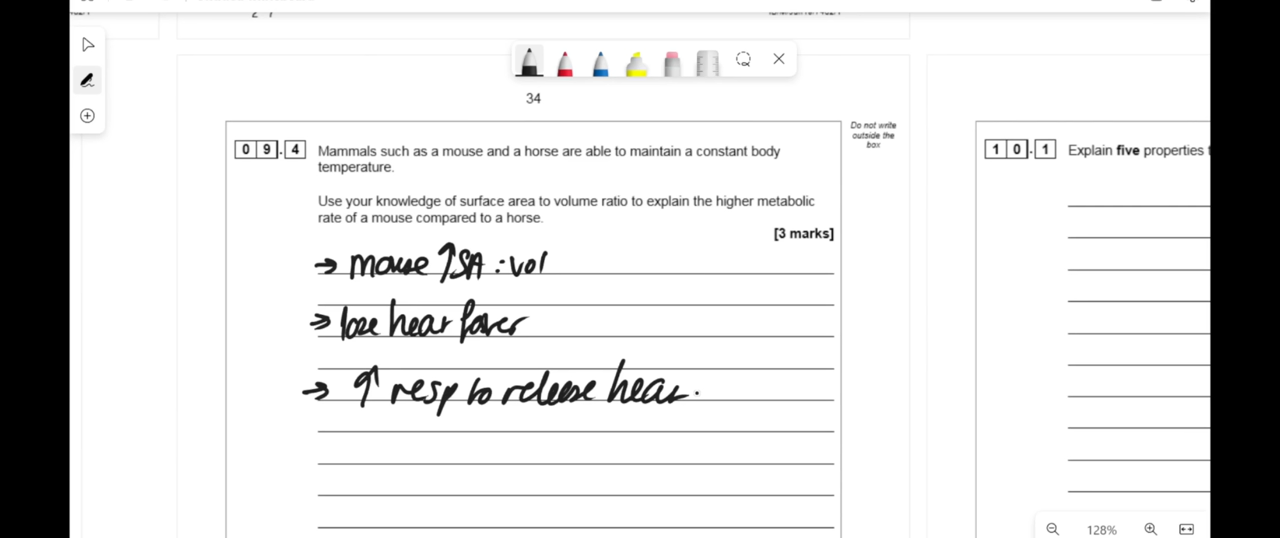 34
Do not write
outside the
box
0 9 . 4 Mammals such as a mouse and a horse are able to maintain a constant body
temperature.
Use your knowledge of surface area to volume ratio to explain the higher metabolic
rate of a mouse compared to a horse.
[3 marks]
→ mouse ↑SA : vol
→ lose heat faster
→ ↑ resp to release heat.
1 0 . 1 Explain five properties
128%